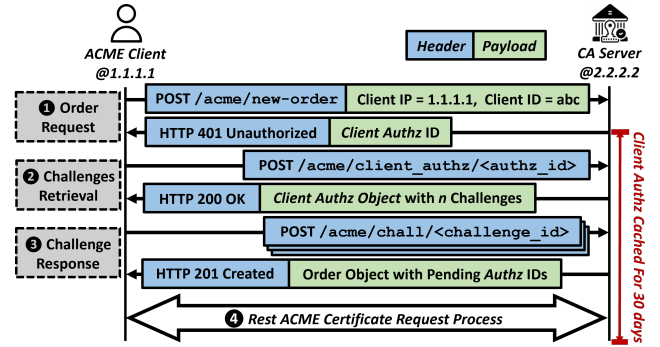 ACME Client
@1.1.1.1
Header
Payload
CA Server
@2.2.2.2
❶ Order
Request
POST /acme/new-order
Client IP = 1.1.1.1, Client ID = abc
HTTP 401 Unauthorized
Client Authz ID
❷ Challenges
Retrieval
POST /acme/client_authz/<authz_id>
HTTP 200 OK
Client Authz Object with n Challenges
❸ Challenge
Response
POST /acme/chall/<challenge_id>
HTTP 201 Created
Order Object with Pending Authz IDs
❹ Rest ACME Certificate Request Process
Client Authz Cached For 30 days